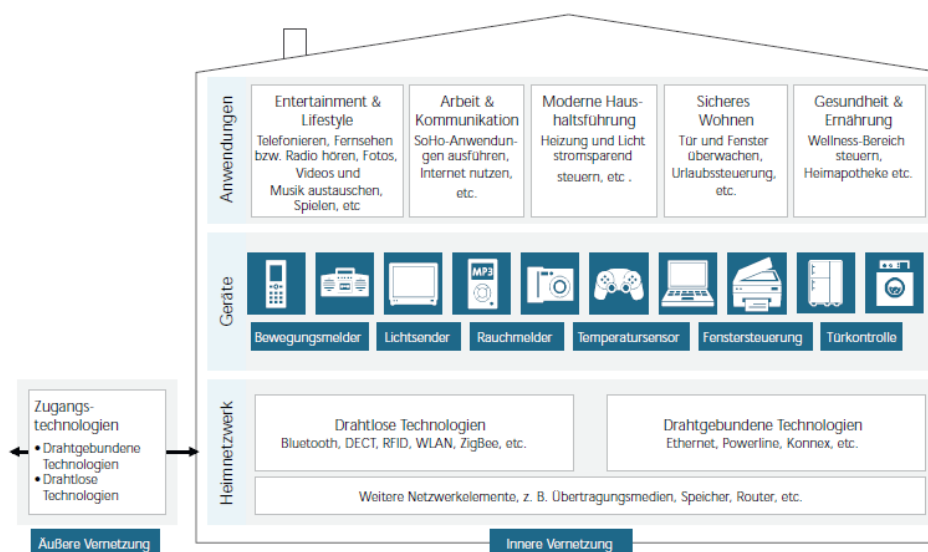 Anwendungen
Entertainment &
Lifestyle
Telefonieren, Fernsehen
bzw. Radio hören, Fotos,
Videos und
Musik austauschen,
Spielen, etc
Arbeit &
Kommunikation
SoHo-Anwendun-
gen ausführen,
Internet nutzen,
etc.
Moderne Haus-
haltsführung
Heizung und Licht
stromsparend
steuern, etc .
Sicheres
Wohnen
Tür und Fenster
überwachen,
Urlaubssteuerung,
etc.
Gesundheit &
Ernährung
Wellness-Bereich
steuern,
Heimapotheke etc.
Geräte
MP3
Bewegungsmelder
Lichtsender
Rauchmelder
Temperatursensor
Fenstersteuerung
Türkontrolle
Zugangs-
technologien
• Drahtgebundene
Technologien
• Drahtlose
Technologien
Äußere Vernetzung
Heimnetzwerk
Drahtlose Technologien
Bluetooth, DECT, RFID, WLAN, ZigBee, etc.
Drahtgebundene Technologien
Ethernet, Powerline, Konnex, etc.
Weitere Netzwerkelemente, z. B. Übertragungsmedien, Speicher, Router, etc.
Innere Vernetzung